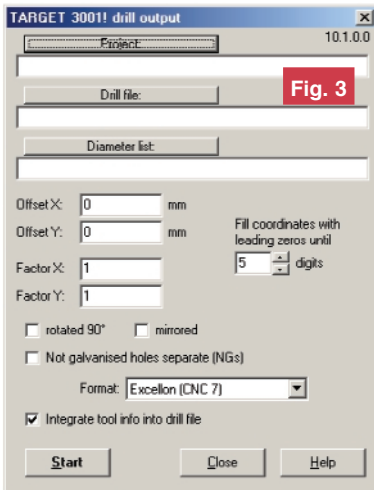 TARGET 3001! drill output
Project:
10.1.0.0
Fig. 3
Drill file:
Diameter list:
Offset X: 0 mm
Offset Y: 0 mm
Fill coordinates with
leading zeros until
5 digits
Factor X: 1
Factor Y: 1
rotated 90° mirrored
Not galvanised holes separate (NGs)
Format: Excellon (CNC 7)
Integrate tool info into drill file
Start Close Help